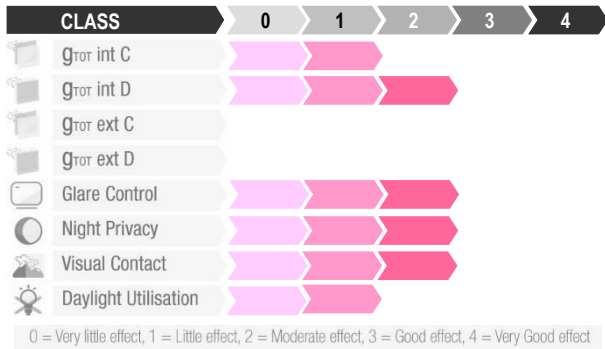 CLASS 0 1 2 3 4
gTOT int C
gTOT int D
gTOT ext C
gTOT ext D
Glare Control
Night Privacy
Visual Contact
Daylight Utilisation
0 = Very little effect, 1 = Little effect, 2 = Moderate effect, 3 = Good effect, 4 = Very Good effect